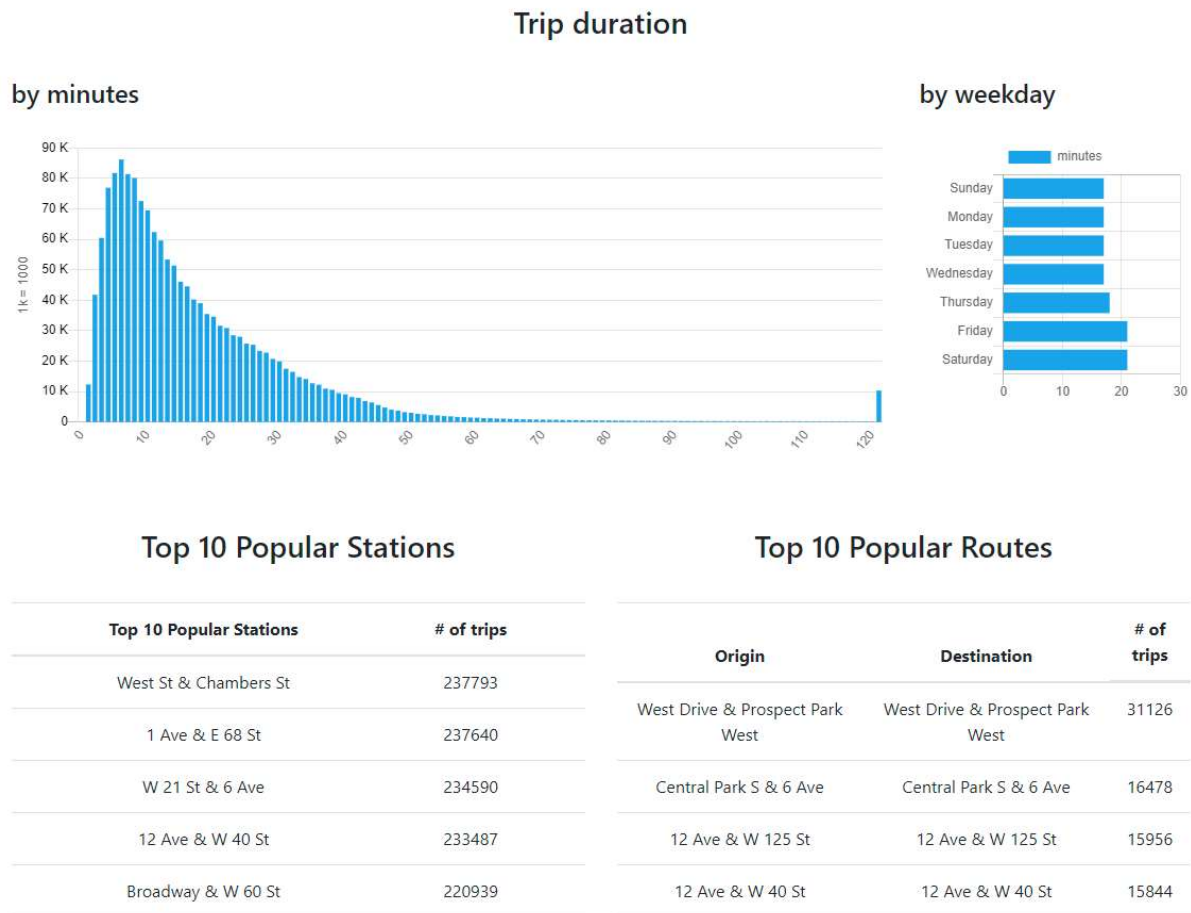 Trip duration
by minutes
by weekday
90 K
80 K
70 K
60 K
50 K
40 K
30 K
20 K
10 K
0
1k = 1000
0 10 20 30 40 50 60 70 80 90 100 110 120
minutes
Sunday
Monday
Tuesday
Wednesday
Thursday
Friday
Saturday
0 10 20 30
Top 10 Popular Stations
Top 10 Popular Stations # of trips
West St & Chambers St 237793
1 Ave & E 68 St 237640
W 21 St & 6 Ave 234590
12 Ave & W 40 St 233487
Broadway & W 60 St 220939
Top 10 Popular Routes
# of
Origin Destination trips
West Drive & Prospect Park West Drive & Prospect Park 31126
West West
Central Park S & 6 Ave Central Park S & 6 Ave 16478
12 Ave & W 125 St 12 Ave & W 125 St 15956
12 Ave & W 40 St 12 Ave & W 40 St 15844